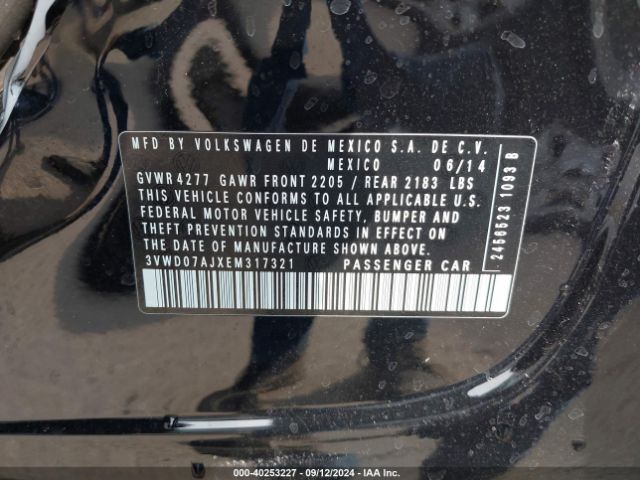 MFD BY VOLKSWAGEN DE MEXICO S.A. DE C.V.
MEXICO 06/14
GVWR 4277 GAWR FRONT 2205 / REAR 2183 LBS
THIS VEHICLE CONFORMS TO ALL APPLICABLE U.S.
FEDERAL MOTOR VEHICLE SAFETY, BUMPER AND
THEFT PREVENTION STANDARDS IN EFFECT ON
THE DATE OF MANUFACTURE SHOWN ABOVE.
3VWD07AJXEM317321 PASSENGER CAR
2456523 1093 B
000-40253227 - 09/12/2024 - IAA Inc.